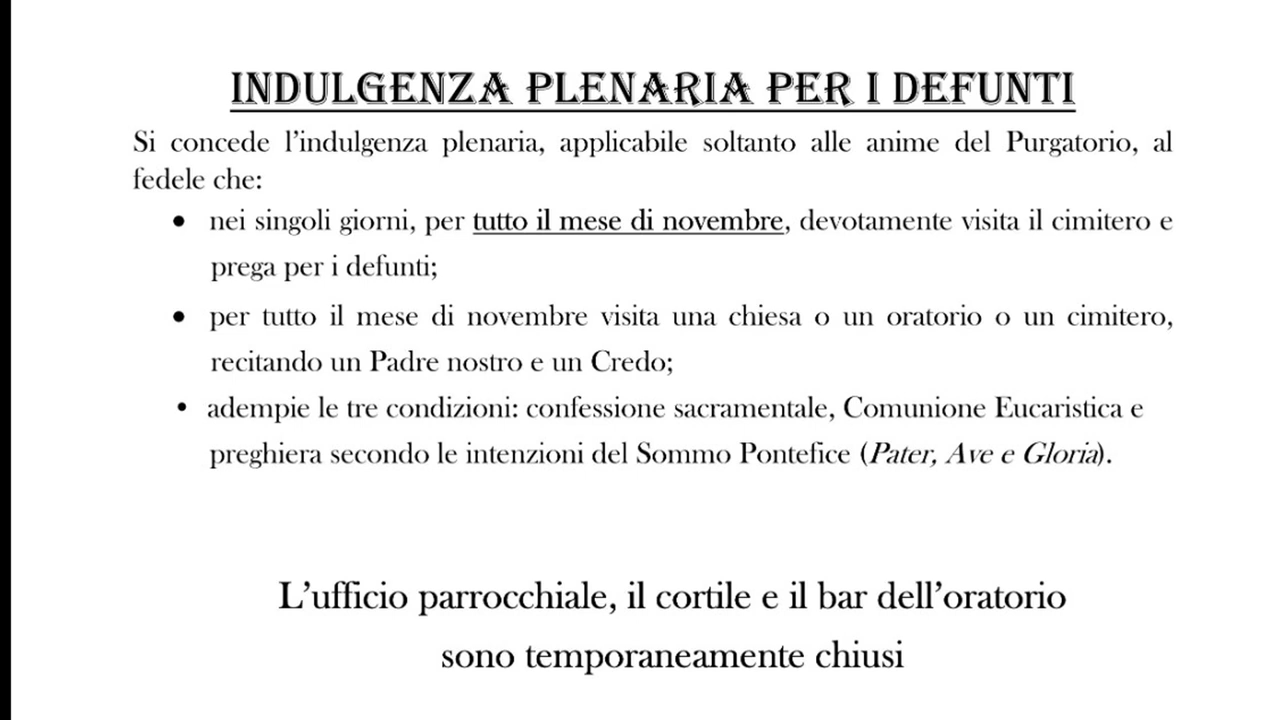 INDULGENZA PLENARIA PER I DEFUNTI
Si concede l’indulgenza plenaria, applicabile soltanto alle anime del Purgatorio, al
fedele che:
• nei singoli giorni, per tutto il mese di novembre, devotamente visita il cimitero e
prega per i defunti;
• per tutto il mese di novembre visita una chiesa o un oratorio o un cimitero,
recitando un Padre nostro e un Credo;
• adempie le tre condizioni: confessione sacramentale, Comunione Eucaristica e
preghiera secondo le intenzioni del Sommo Pontefice (Pater, Ave e Gloria).
L’ufficio parrocchiale, il cortile e il bar dell’oratorio
sono temporaneamente chiusi